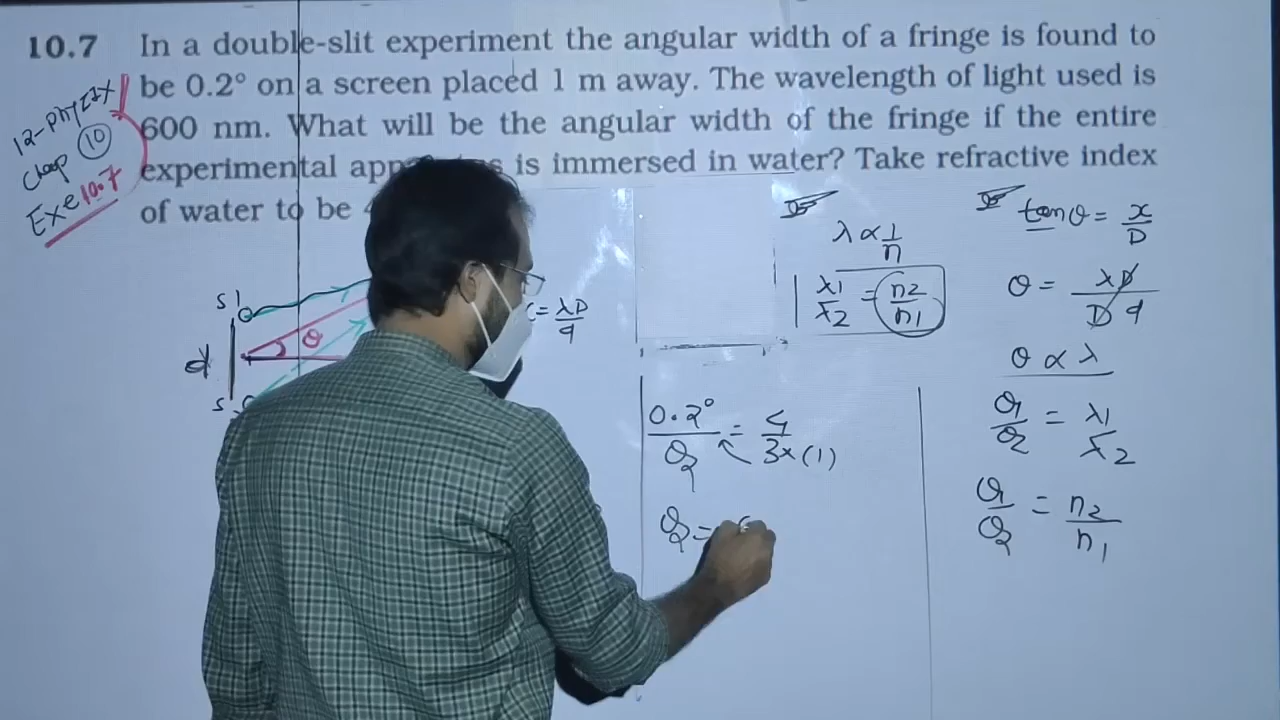 10.7 In a double-slit experiment the angular width of a fringe is found to
be 0.2° on a screen placed 1 m away. The wavelength of light used is
600 nm. What will be the angular width of the fringe if the entire
experimental is immersed in water? Take refractive index
of water to be
12-PHY
Chap 10
Exe 10.7
S1
d
θ
S
= λD/d
λ ∝ 1/n
λ1/λ2 = n2/n1
0.2°/θ2 = 4/3×(1)
θ2 =
tanθ = x/D
θ = λD/D d
θ ∝ λ
θ1/θ2 = λ1/λ2
θ1/θ2 = n2/n1